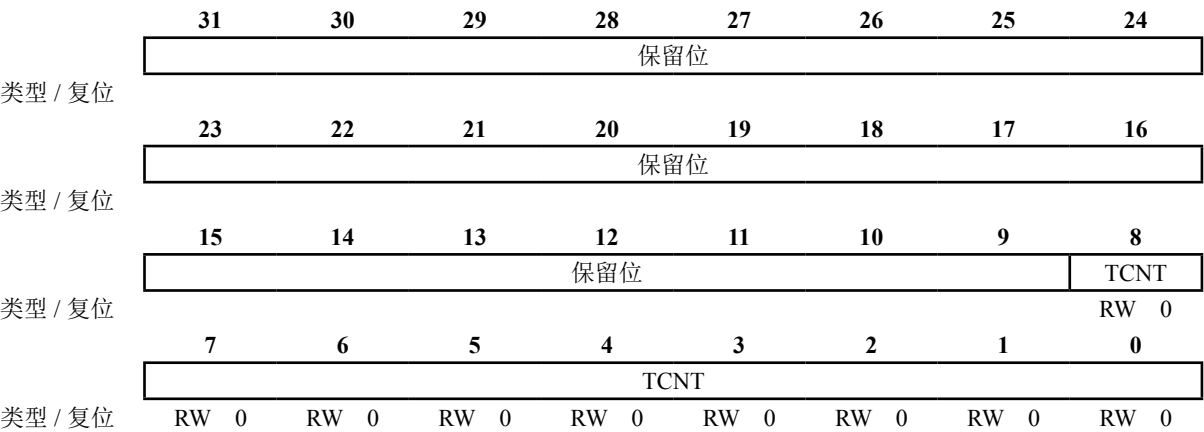 31 30 29 28 27 26 25 24
保留位
类型 / 复位
23 22 21 20 19 18 17 16
保留位
类型 / 复位
15 14 13 12 11 10 9 8
保留位 TCNT
类型 / 复位 RW 0
7 6 5 4 3 2 1 0
TCNT
类型 / 复位 RW 0 RW 0 RW 0 RW 0 RW 0 RW 0 RW 0 RW 0